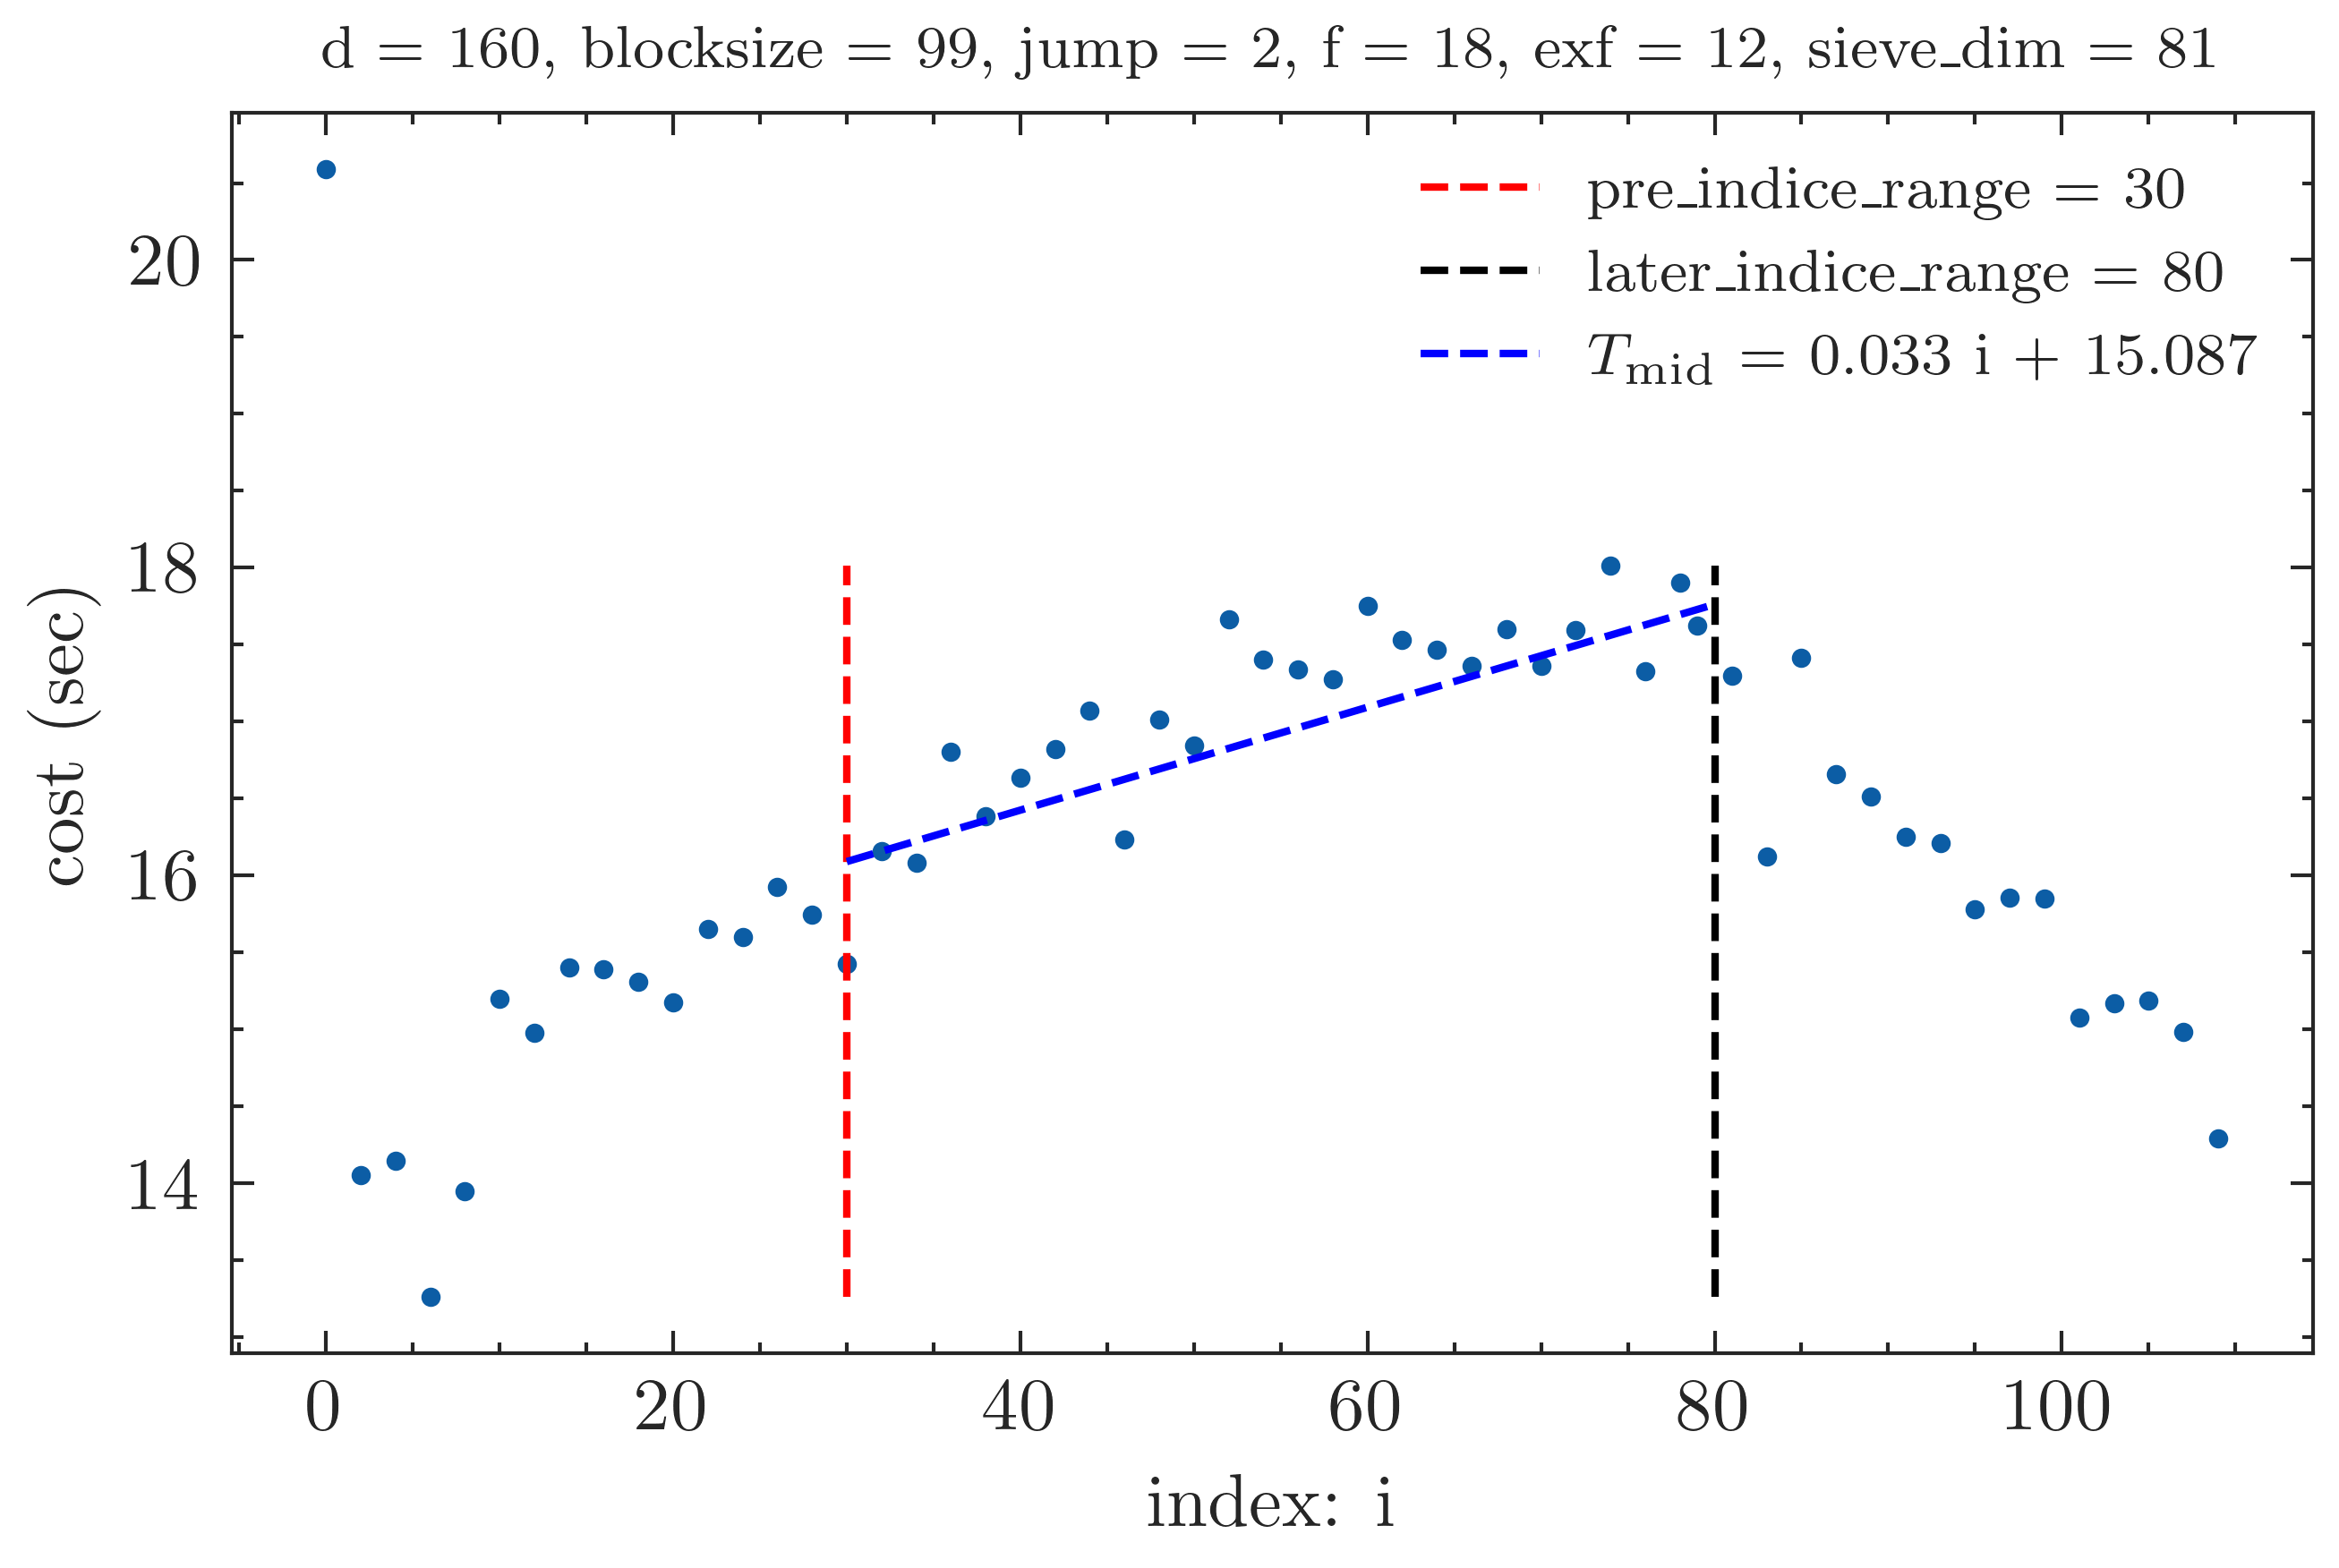 d = 160, blocksize = 99, jump = 2, f = 18, exf = 12, sieve_dim = 81
pre_indice_range = 30
later_indice_range = 80
T_mid = 0.033 i + 15.087
cost (sec)
20
18
16
14
0 20 40 60 80 100
index: i